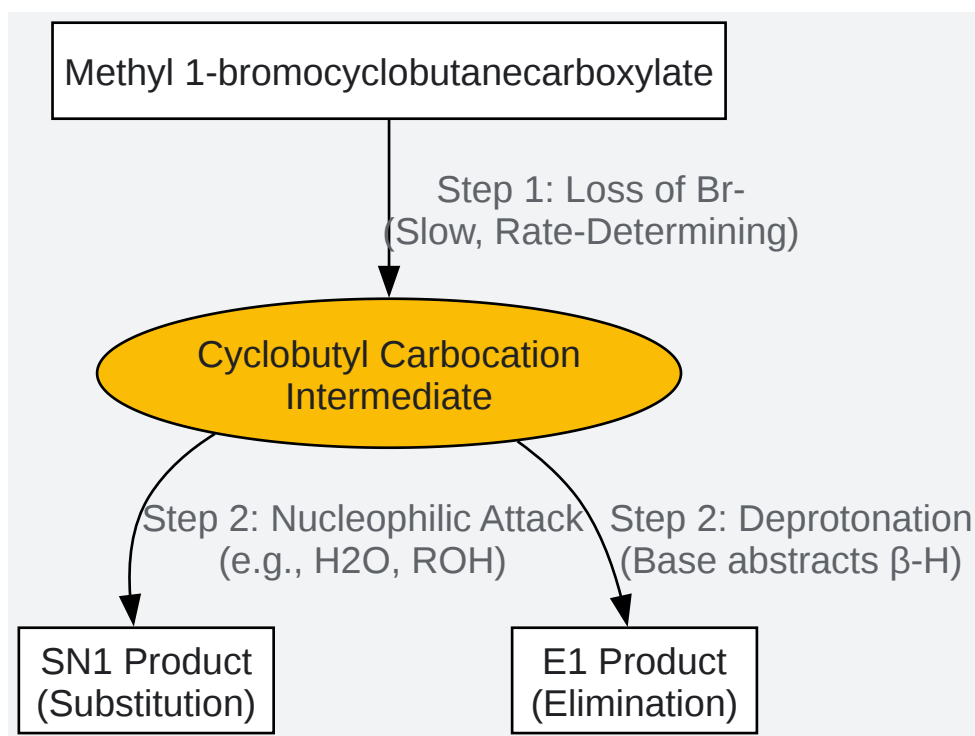 Methyl 1-bromocyclobutanecarboxylate
Step 1: Loss of Br-
(Slow, Rate-Determining)
Cyclobutyl Carbocation
Intermediate
Step 2: Nucleophilic Attack
(e.g., H2O, ROH)
Step 2: Deprotonation
(Base abstracts β-H)
SN1 Product
(Substitution)
E1 Product
(Elimination)